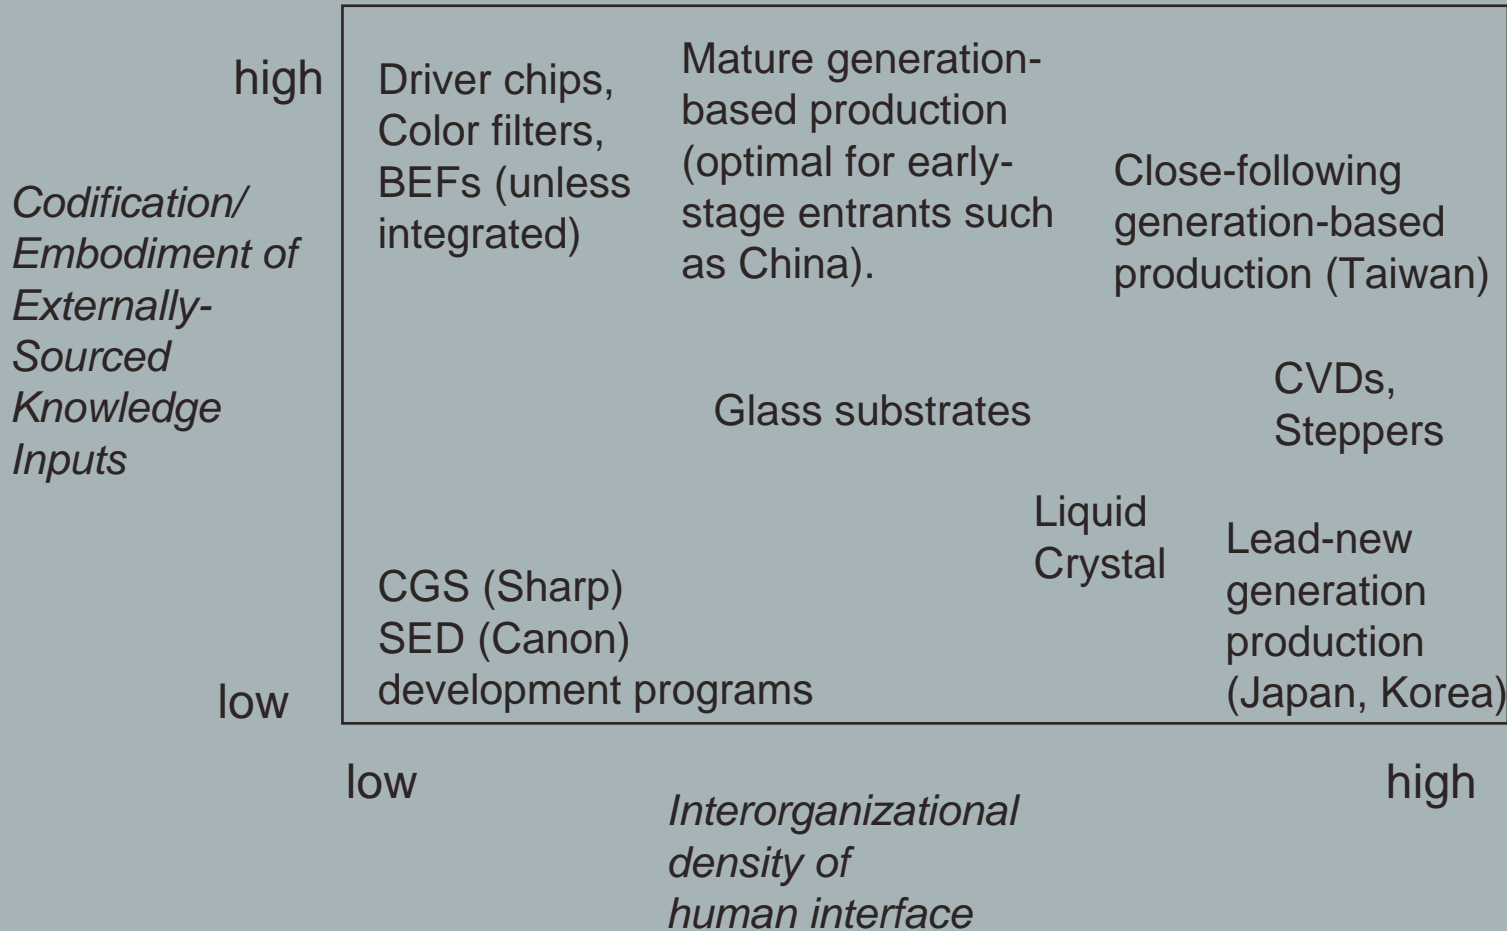 high
Codification/
Embodiment of
Externally-
Sourced
Knowledge
Inputs
low
Driver chips,
Color filters,
BEFs (unless
integrated)
Mature generation-
based production
(optimal for early-
stage entrants such
as China).
Close-following
generation-based
production (Taiwan)
Glass substrates
CVDs,
Steppers
Liquid
Crystal
Lead-new
generation
production
(Japan, Korea)
CGS (Sharp)
SED (Canon)
development programs
low
high
Interorganizational
density of
human interface